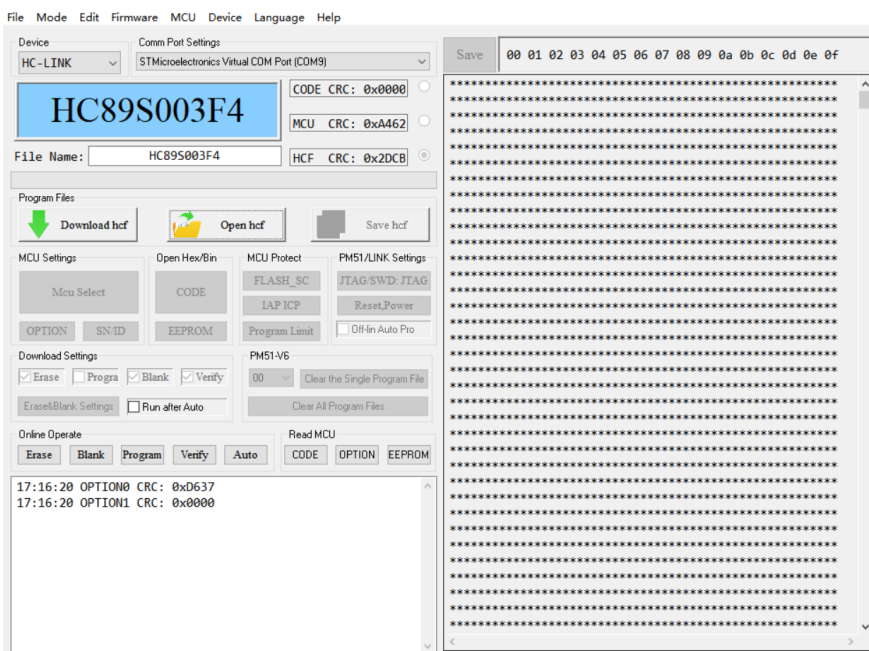 File Mode Edit Firmware MCU Device Language Help
Device
HC-LINK
Comm Port Settings
STMicroelectronics Virtual COM Port (COM9)
HC89S003F4
CODE CRC: 0x0000
MCU CRC: 0xA462
File Name: HC89S003F4
HCF CRC: 0x2DCB
Program Files
Download hcf Open hcf Save hcf
MCU Settings
Mcu Select
OPTION SN/ID
Open Hex/Bin
CODE
EEPROM
MCU Protect
FLASH_SC
IAP ICP
Program Limit
PM51/LINK Settings
JTAG/SWD: JTAG
Reset,Power
Off-lin Auto Pro
Download Settings
Erase Progra Blank Verify
Erase&Blank Settings Run after Auto
PM51-V6
00 Clear the Single Program File
Clear All Program Files
Online Operate
Erase Blank Program Verify Auto
Read MCU
CODE OPTION EEPROM
17:16:20 OPTION0 CRC: 0xD637
17:16:20 OPTION1 CRC: 0x0000
Save 00 01 02 03 04 05 06 07 08 09 0a 0b 0c 0d 0e 0f